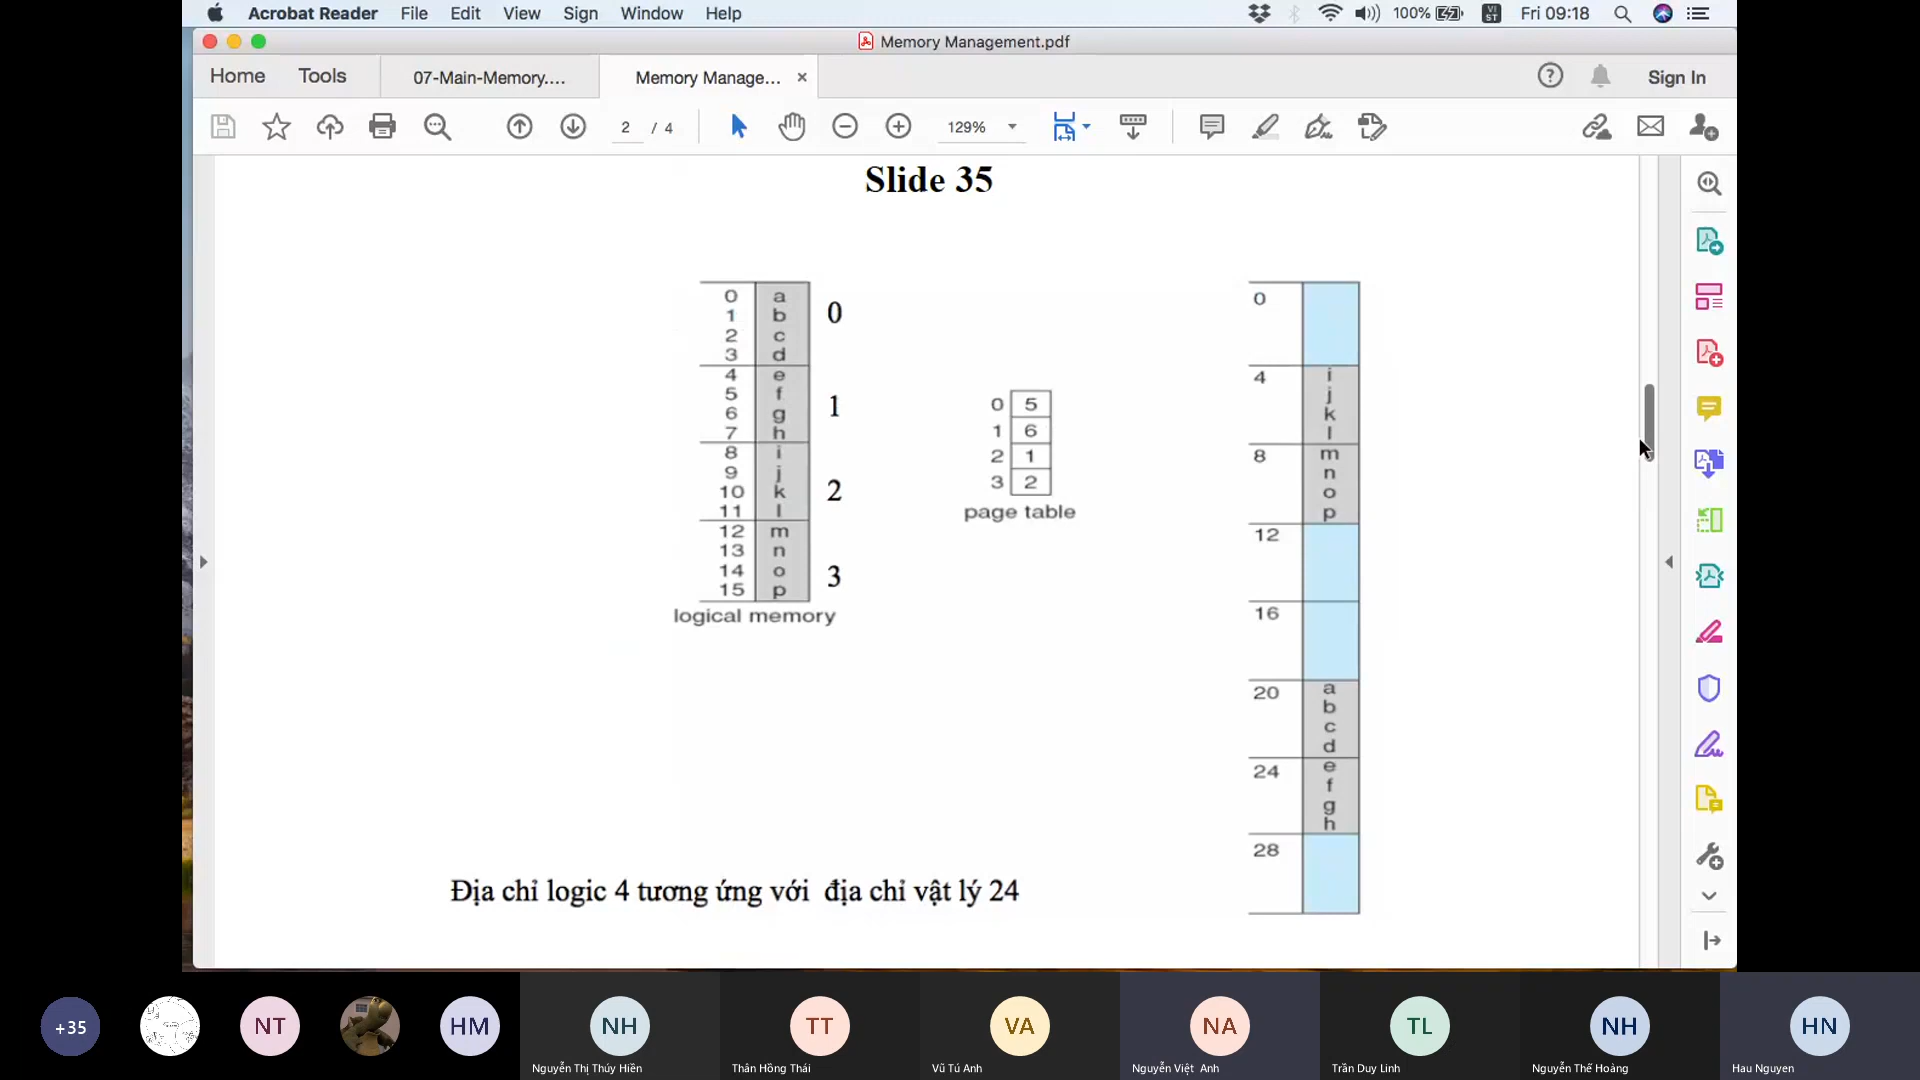 Acrobat Reader File Edit View Sign Window Help 100% VI ST Fri 09:18
Memory Management.pdf
Home Tools 07-Main-Memory.... Memory Manage... × ? Sign In
2 / 4 129%
Slide 35
0 a
1 b
2 c
3 d
0
4 e
5 f
6 g
7 h
1
8 i
9 j
10 k
11 l
2
12 m
13 n
14 o
15 p
3
logical memory
0 5
1 6
2 1
3 2
page table
0
4 i
j
k
l
8 m
n
o
p
12
16
20 a
b
c
d
24 e
f
g
h
28
Địa chỉ logic 4 tương ứng với địa chỉ vật lý 24
+35 NT HM NH TT VA NA TL NH HN
Nguyễn Thị Thúy Hiền Thân Hồng Thái Vũ Tú Anh Nguyễn Việt Anh Trần Duy Linh Nguyễn Thế Hoàng Hau Nguyen